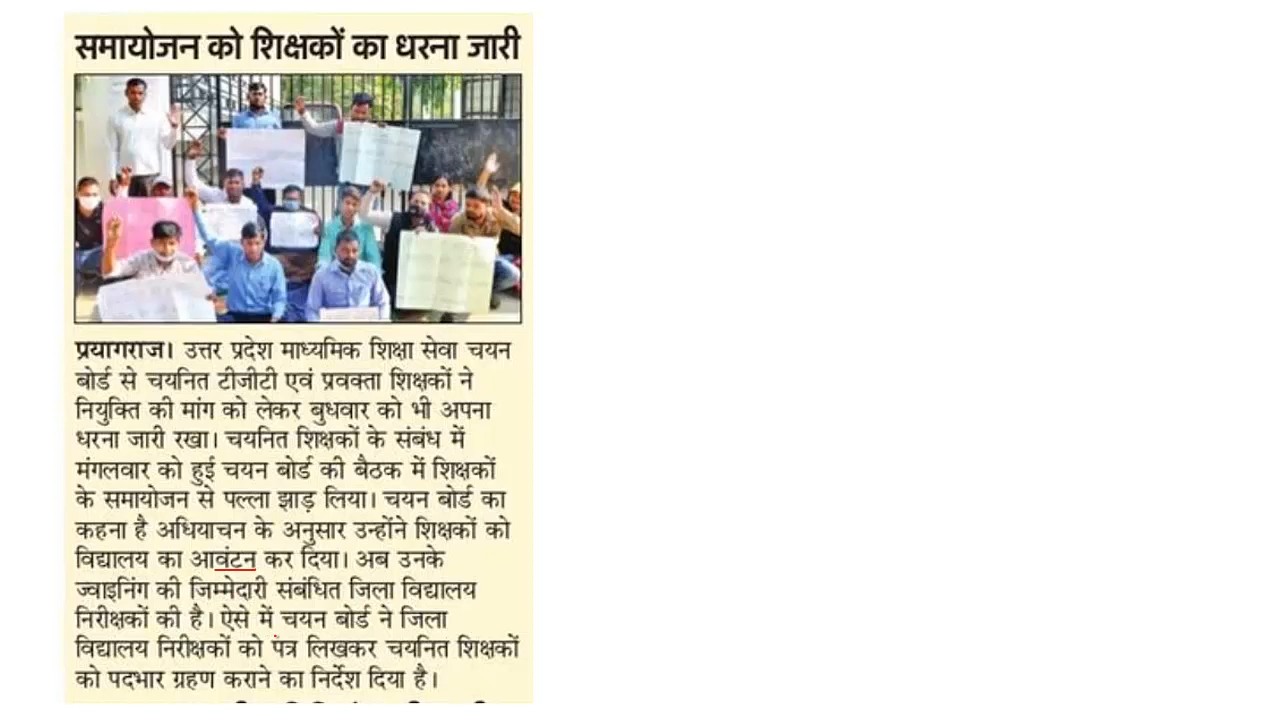 समायोजन को शिक्षकों का धरना जारी
प्रयागराज। उत्तर प्रदेश माध्यमिक शिक्षा सेवा चयन
बोर्ड से चयनित टीजीटी एवं प्रवक्ता शिक्षकों ने
नियुक्ति की मांग को लेकर बुधवार को भी अपना
धरना जारी रखा। चयनित शिक्षकों के संबंध में
मंगलवार को हुई चयन बोर्ड की बैठक में शिक्षकों
के समायोजन से पल्ला झाड़ लिया। चयन बोर्ड का
कहना है अधियाचन के अनुसार उन्होंने शिक्षकों को
विद्यालय का आवंटन कर दिया। अब उनके
ज्वाइनिंग की जिम्मेदारी संबंधित जिला विद्यालय
निरीक्षकों की है। ऐसे में चयन बोर्ड ने जिला
विद्यालय निरीक्षकों को पत्र लिखकर चयनित शिक्षकों
को पदभार ग्रहण कराने का निर्देश दिया है।